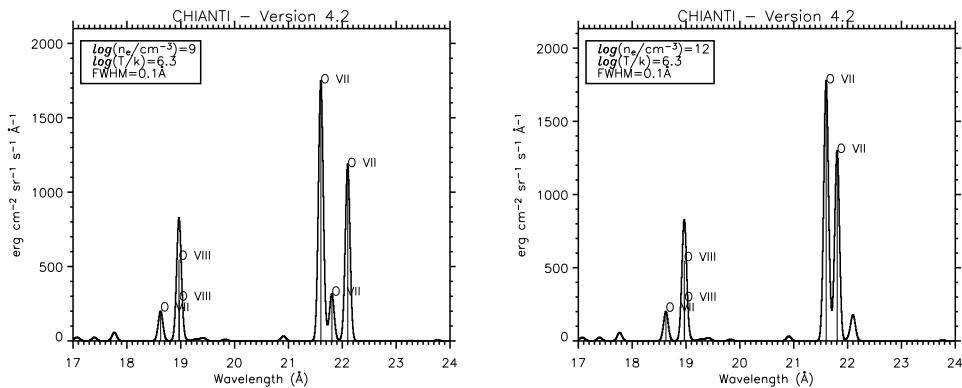 CHIANTI – Version 4.2
log(nₑ/cm⁻³)=9
log(T/k)=6.3
FWHM=0.1Å
O VII
O VII
O VII
O VIII
O VIII
O VII
2000
1500
1000
500
0
erg cm⁻² sr⁻¹ s⁻¹ Å⁻¹
17 18 19 20 21 22 23 24
Wavelength (Å)
CHIANTI – Version 4.2
log(nₑ/cm⁻³)=12
log(T/k)=6.3
FWHM=0.1Å
O VII
O VII
O VIII
O VIII
O VII
2000
1500
1000
500
0
erg cm⁻² sr⁻¹ s⁻¹ Å⁻¹
17 18 19 20 21 22 23 24
Wavelength (Å)